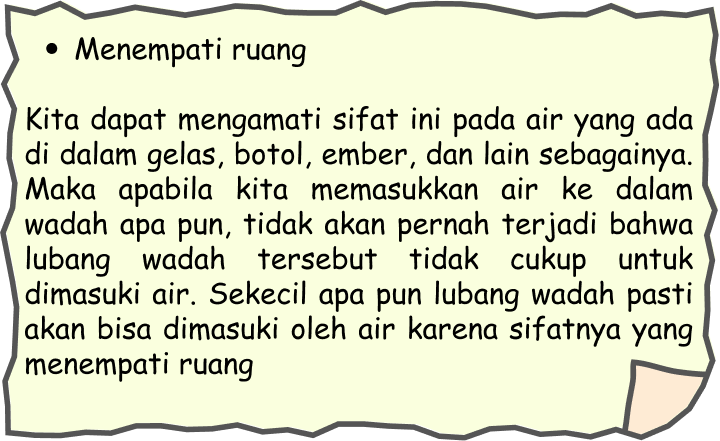 • Menempati ruang
Kita dapat mengamati sifat ini pada air yang ada
di dalam gelas, botol, ember, dan lain sebagainya.
Maka apabila kita memasukkan air ke dalam
wadah apa pun, tidak akan pernah terjadi bahwa
lubang wadah tersebut tidak cukup untuk
dimasuki air. Sekecil apa pun lubang wadah pasti
akan bisa dimasuki oleh air karena sifatnya yang
menempati ruang